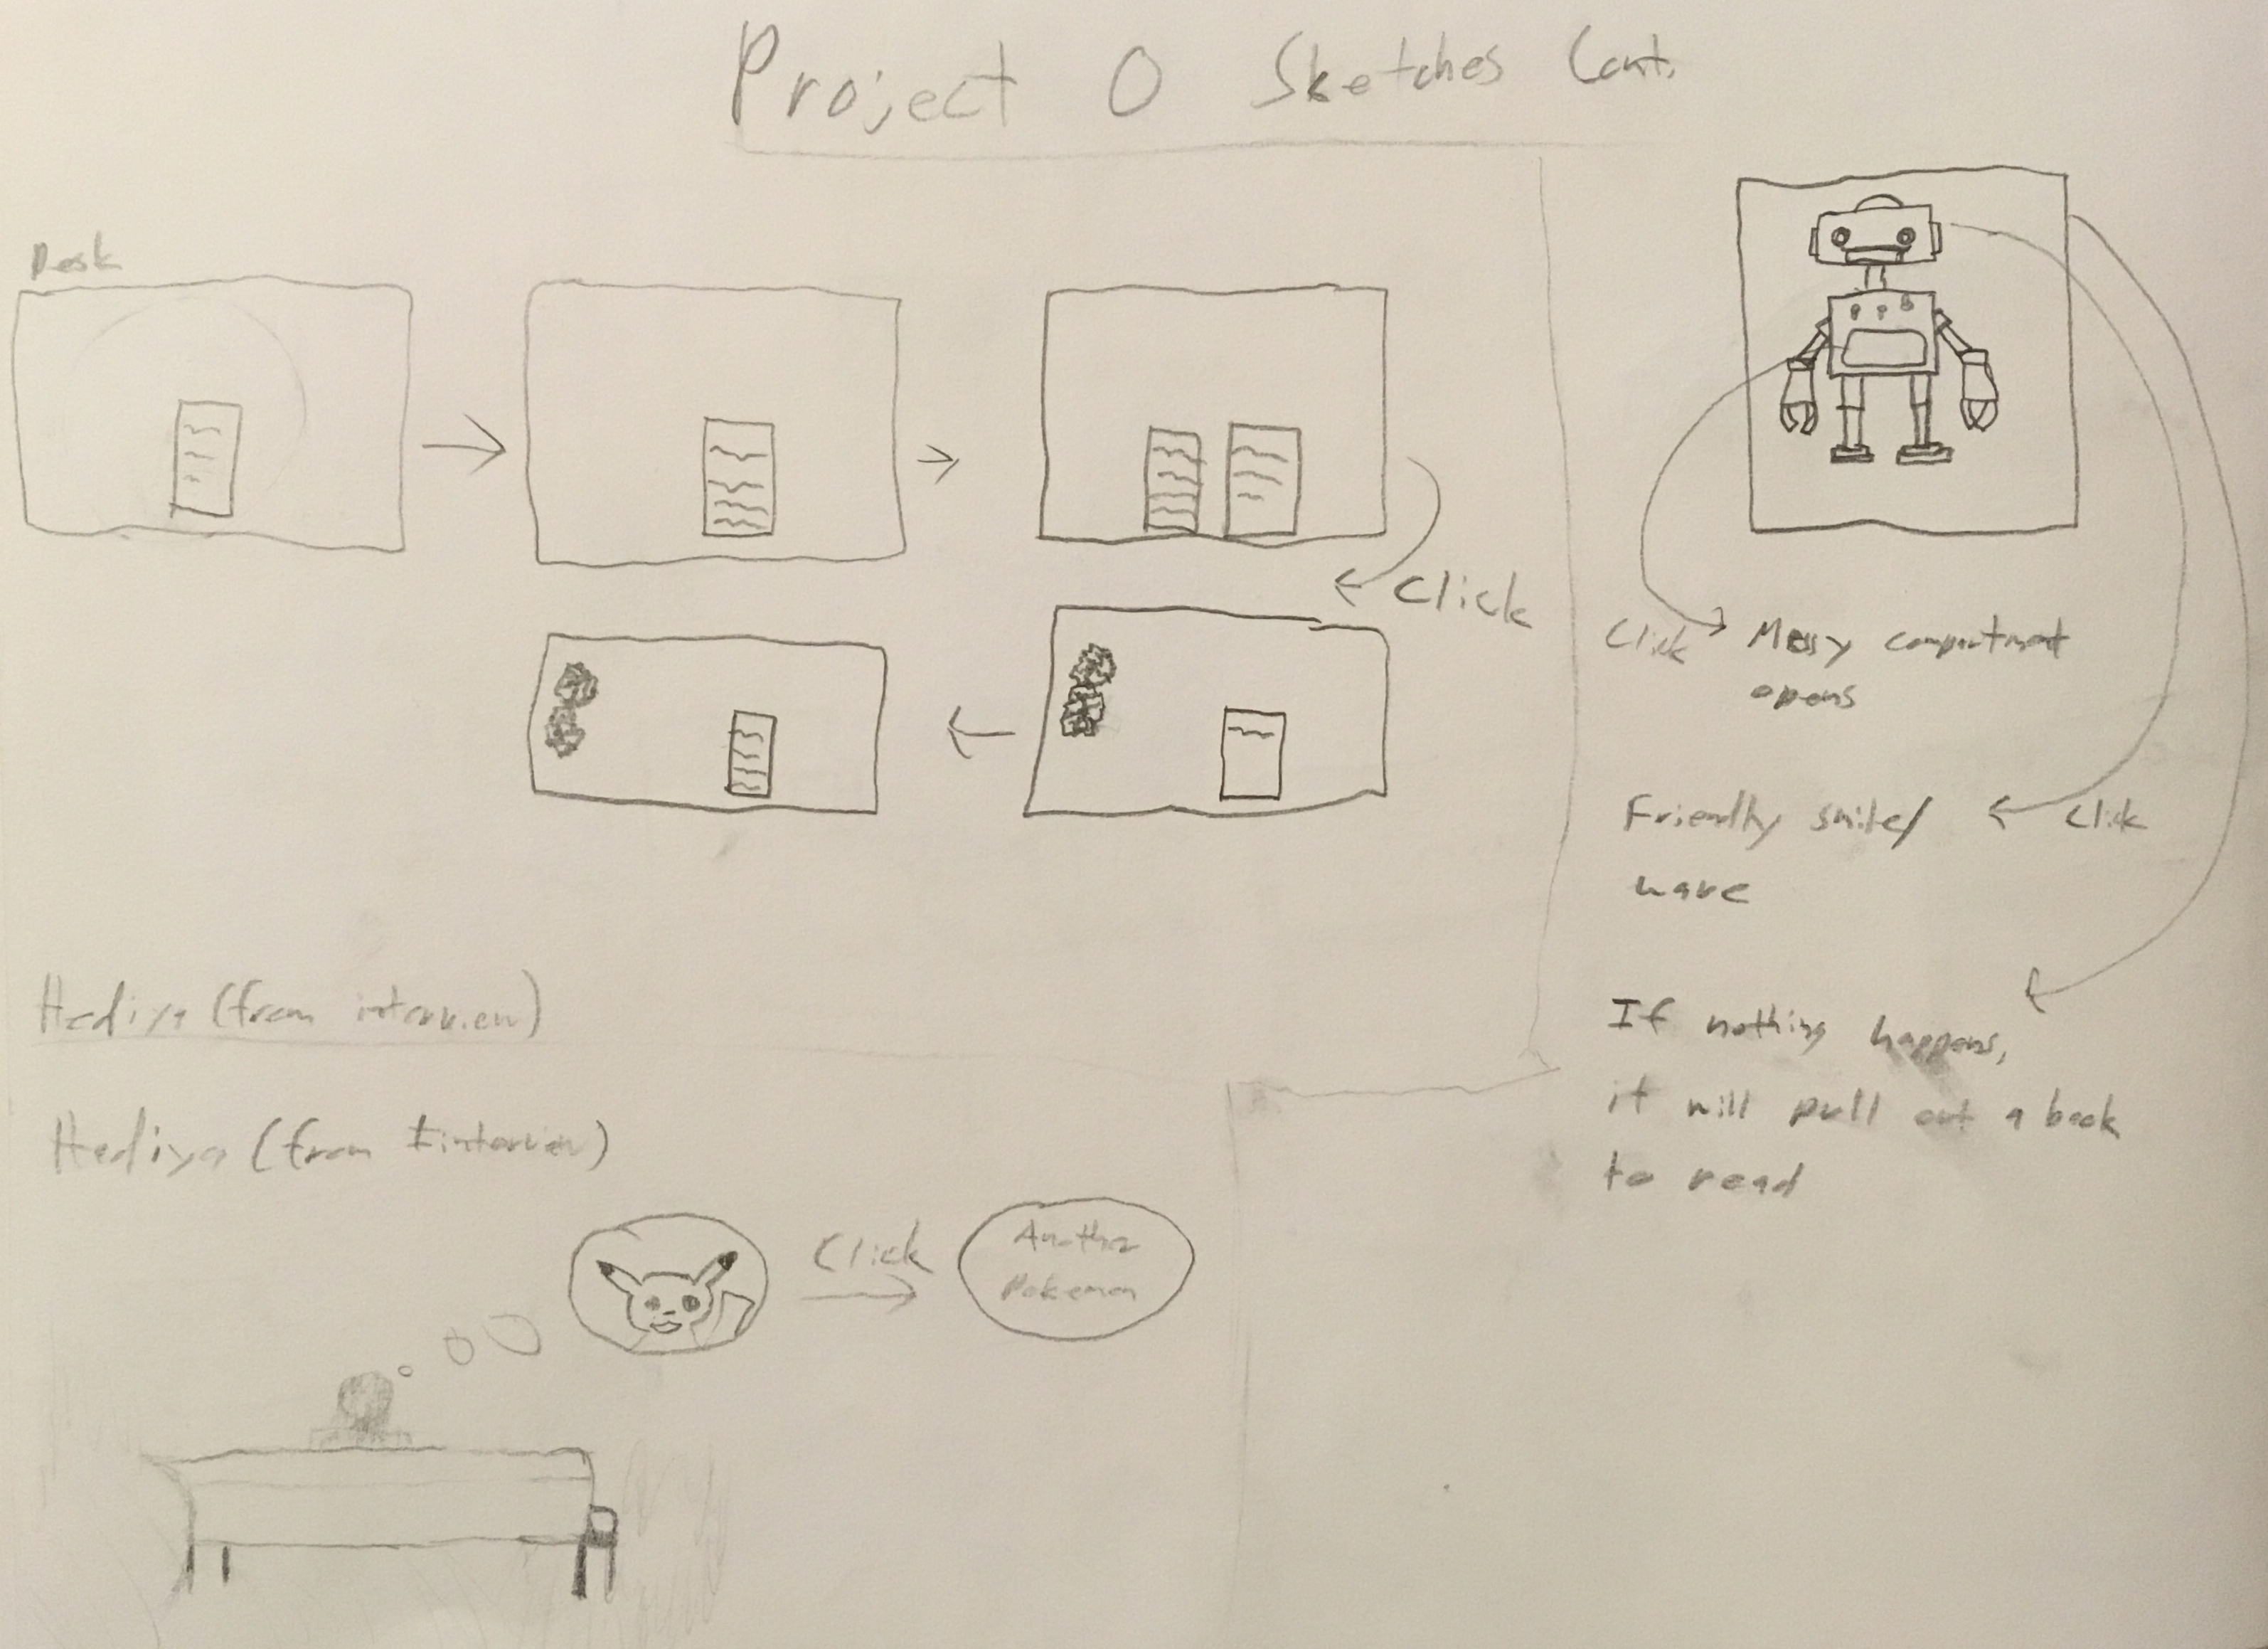 Project 0 Sketches Cont.
Desk
Click
Click
Messy compartment
opens
Friendly smile/
wave
Click
If nothing happens,
it will pull out a book
to read
Hediya (from interview)
Hediya (from interview)
Click
Another
Pokemon